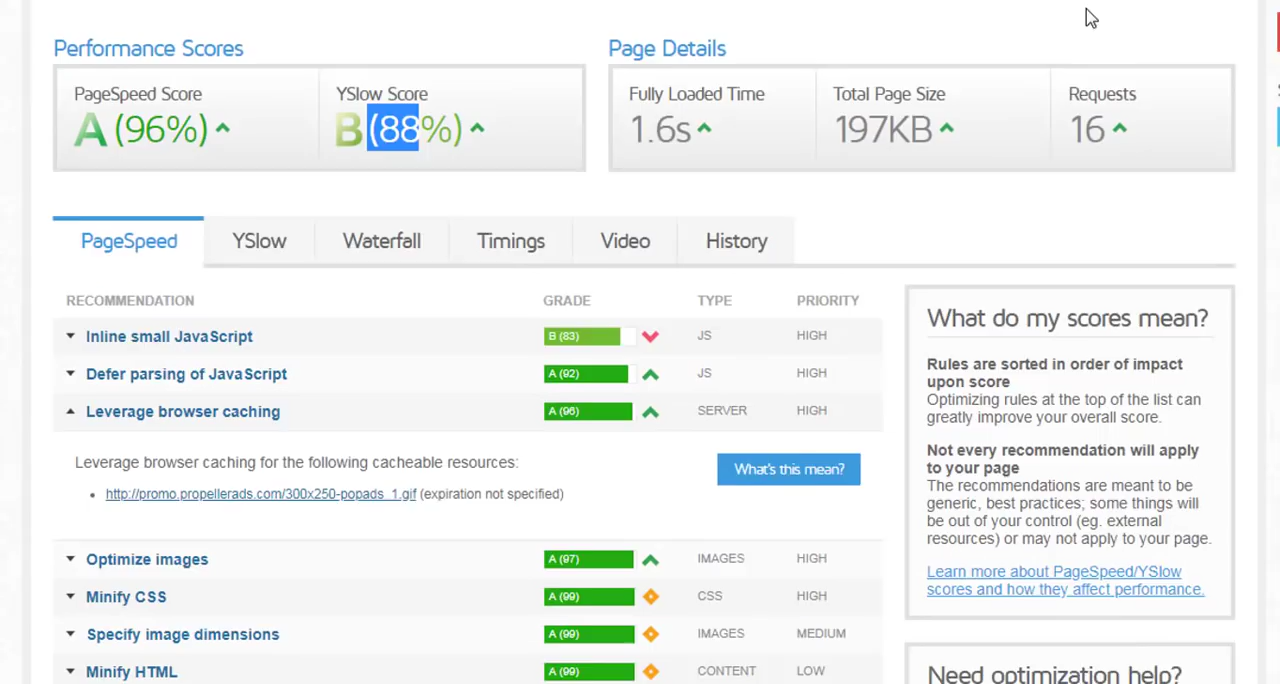 Performance Scores
Page Details
PageSpeed Score
YSlow Score
Fully Loaded Time
Total Page Size
Requests
A (96%)
B (88%)
1.6s
197KB
16
PageSpeed
YSlow
Waterfall
Timings
Video
History
RECOMMENDATION GRADE TYPE PRIORITY
Inline small JavaScript B (83) JS HIGH
Defer parsing of JavaScript A (92) JS HIGH
Leverage browser caching A (96) SERVER HIGH
Leverage browser caching for the following cacheable resources:
What's this mean?
• http://promo.propellerads.com/300x250-popads_1.gif (expiration not specified)
Optimize images A (97) IMAGES HIGH
Minify CSS A (99) CSS HIGH
Specify image dimensions A (99) IMAGES MEDIUM
Minify HTML A (99) CONTENT LOW
What do my scores mean?
Rules are sorted in order of impact
upon score
Optimizing rules at the top of the list can
greatly improve your overall score.
Not every recommendation will apply
to your page
The recommendations are meant to be
generic, best practices; some things will
be out of your control (eg. external
resources) or may not apply to your page.
Learn more about PageSpeed/YSlow
scores and how they affect performance.
Need optimization help?